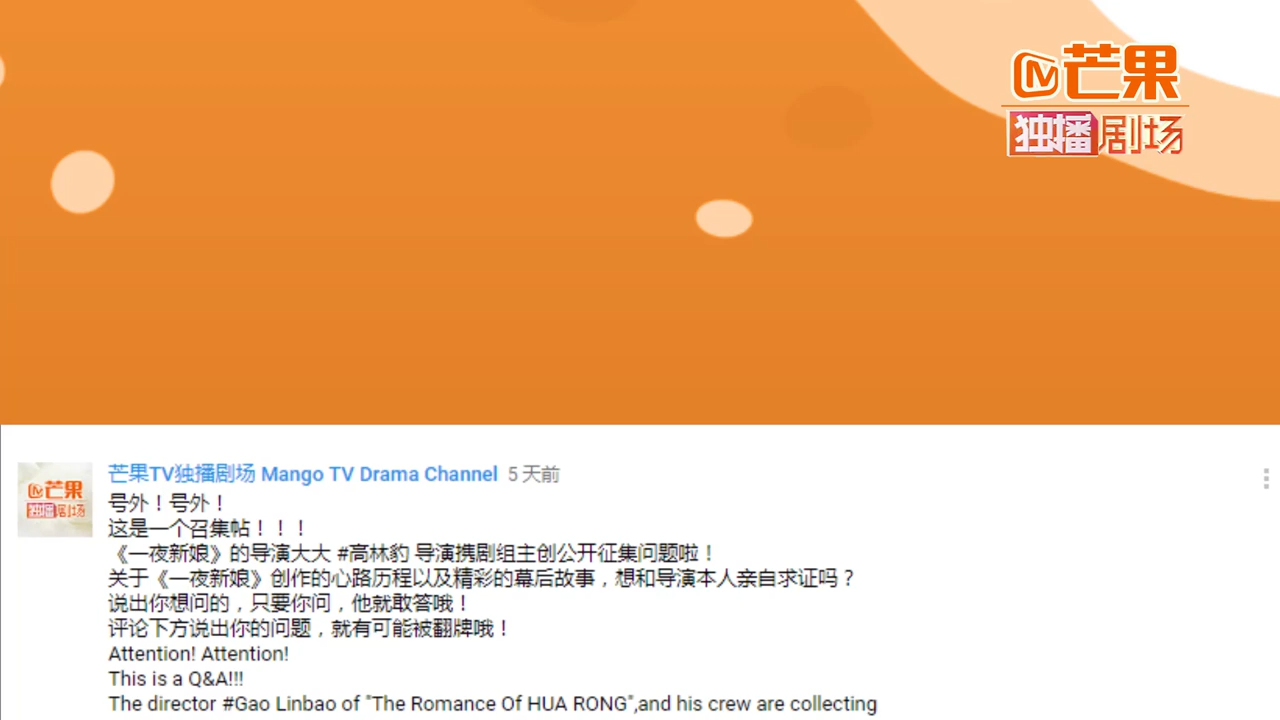 芒果
独播剧场
芒果
独播剧场
芒果TV独播剧场 Mango TV Drama Channel 5 天前
号外！号外！
这是一个召集帖！！！
《一夜新娘》的导演大大 #高林豹 导演携剧组主创公开征集问题啦！
关于《一夜新娘》创作的心路历程以及精彩的幕后故事，想和导演本人亲自求证吗？
说出你想问的，只要你问，他就敢答哦！
评论下方说出你的问题，就有可能被翻牌哦！
Attention! Attention!
This is a Q&A!!!
The director #Gao Linbao of "The Romance Of HUA RONG",and his crew are collecting